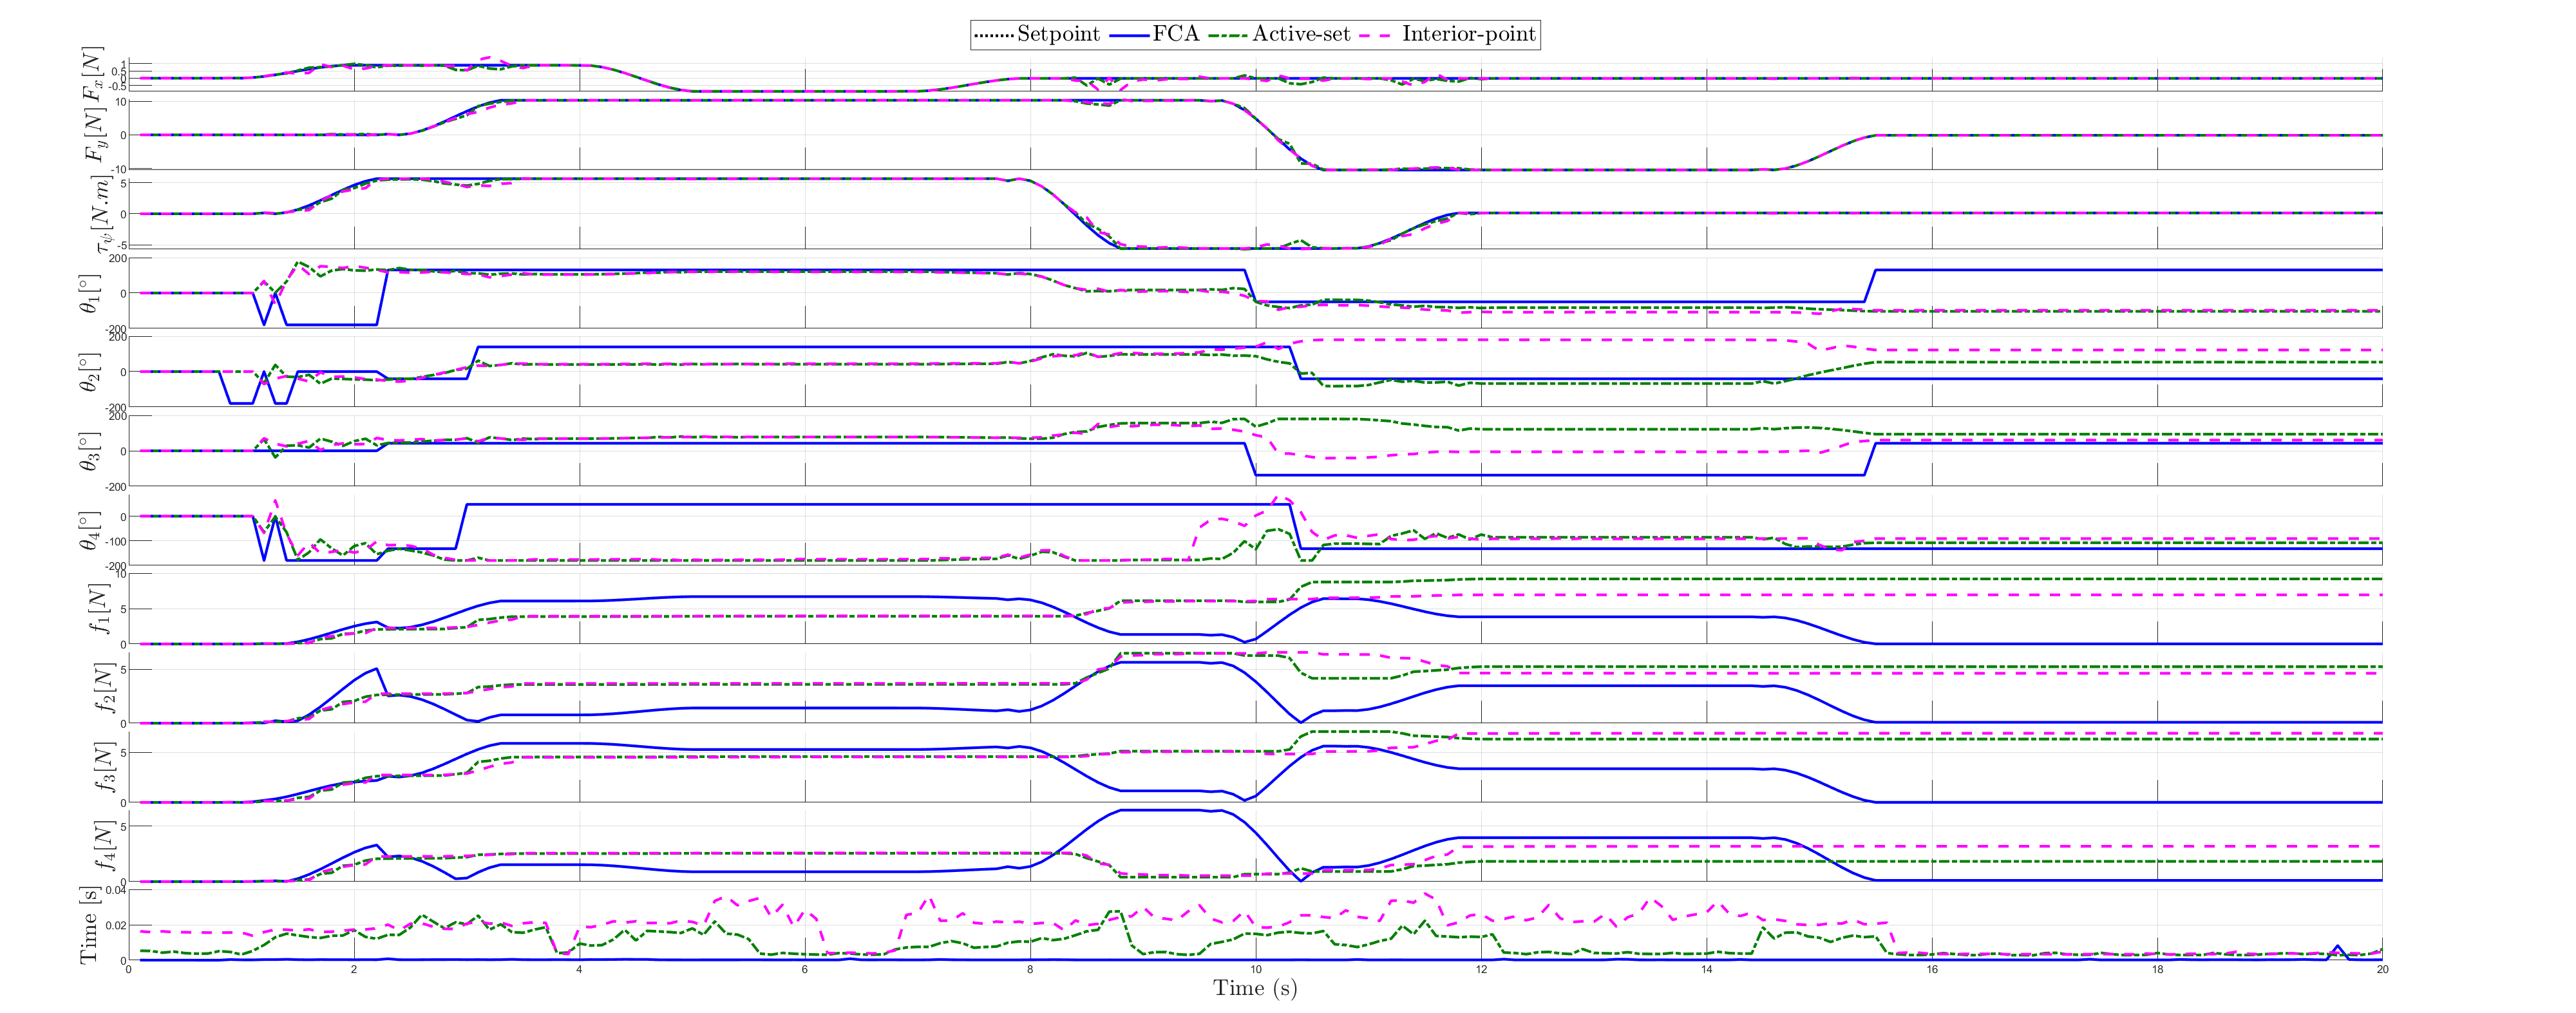 Setpoint FCA Active-set Interior-point
F_x[N]
1
0.5
0
-0.5
F_y[N]
10
0
-10
τ_ψ[N.m]
5
0
-5
θ_1[°]
200
0
-200
θ_2[°]
200
0
-200
θ_3[°]
200
0
-200
θ_4[°]
0
-100
-200
f_1[N]
10
5
0
f_2[N]
5
0
f_3[N]
5
0
f_4[N]
5
0
Time [s]
0.04
0.02
0
0 2 4 6 8 10 12 14 16 18 20
Time (s)